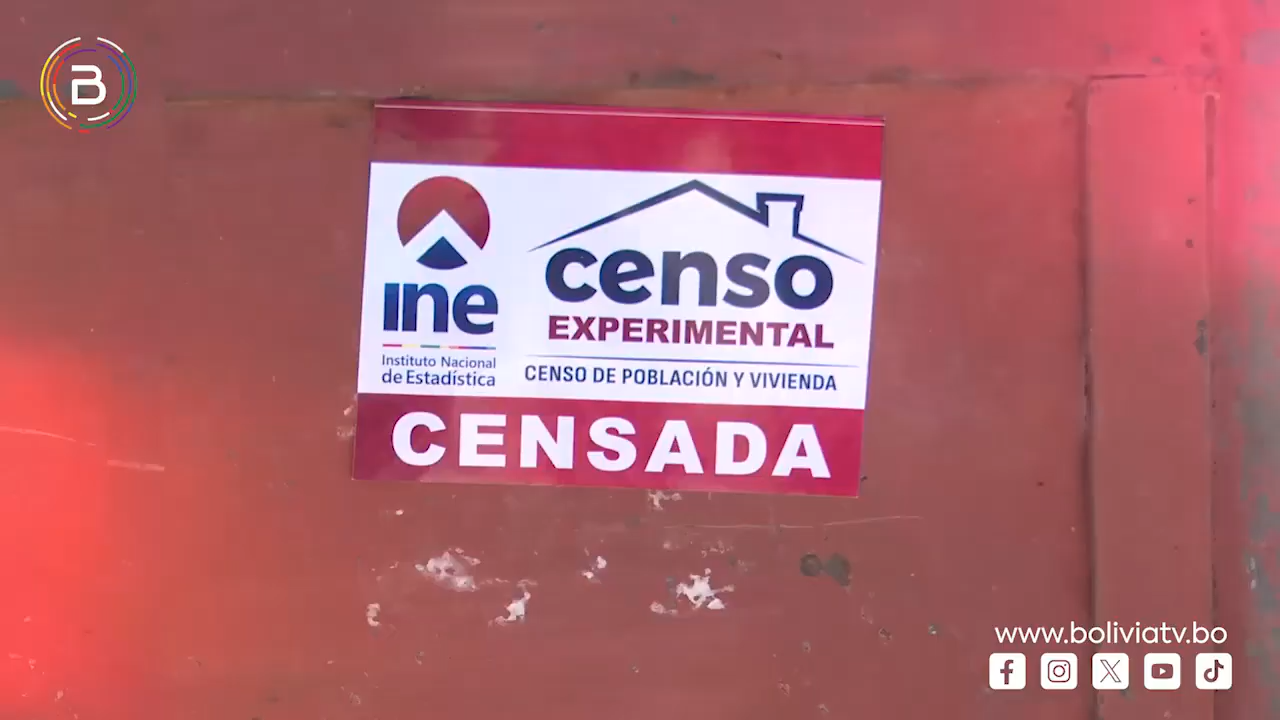 B
ine
Instituto Nacional
de Estadística
censo
EXPERIMENTAL
CENSO DE POBLACIÓN Y VIVIENDA
CENSADA
www.boliviatv.bo